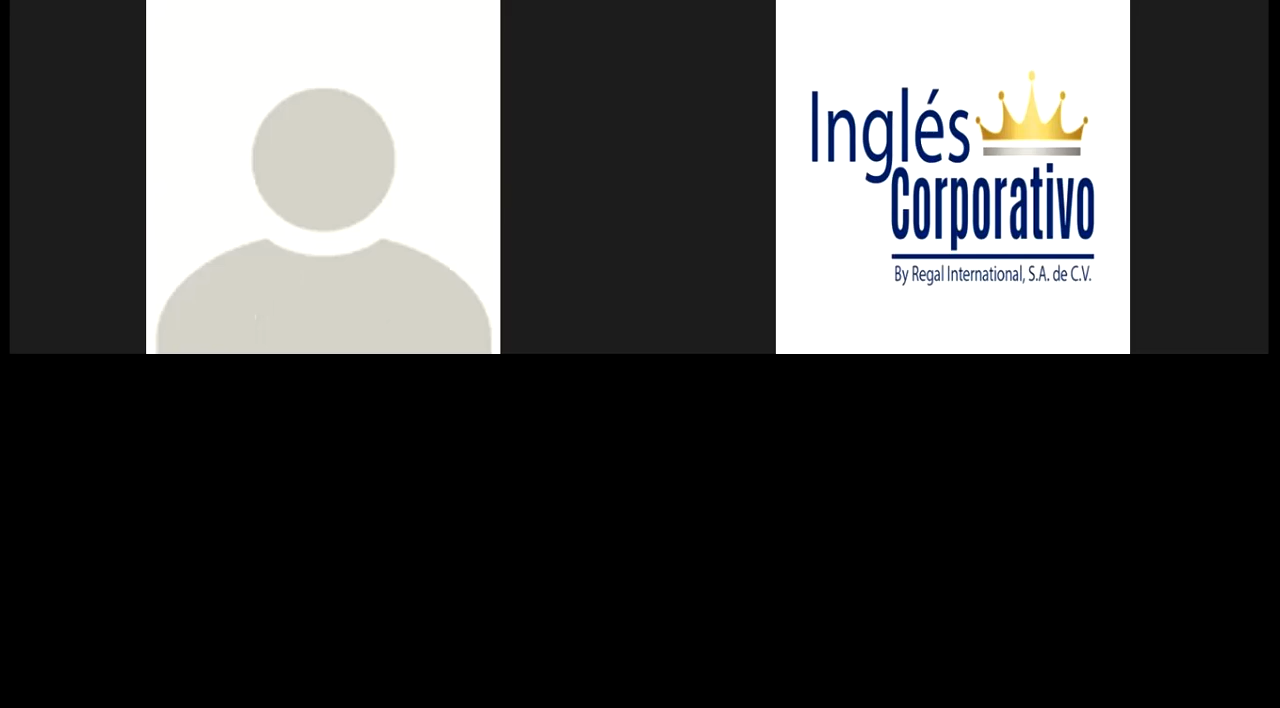 Inglés
Corporativo
By Regal International, S.A. de C.V.